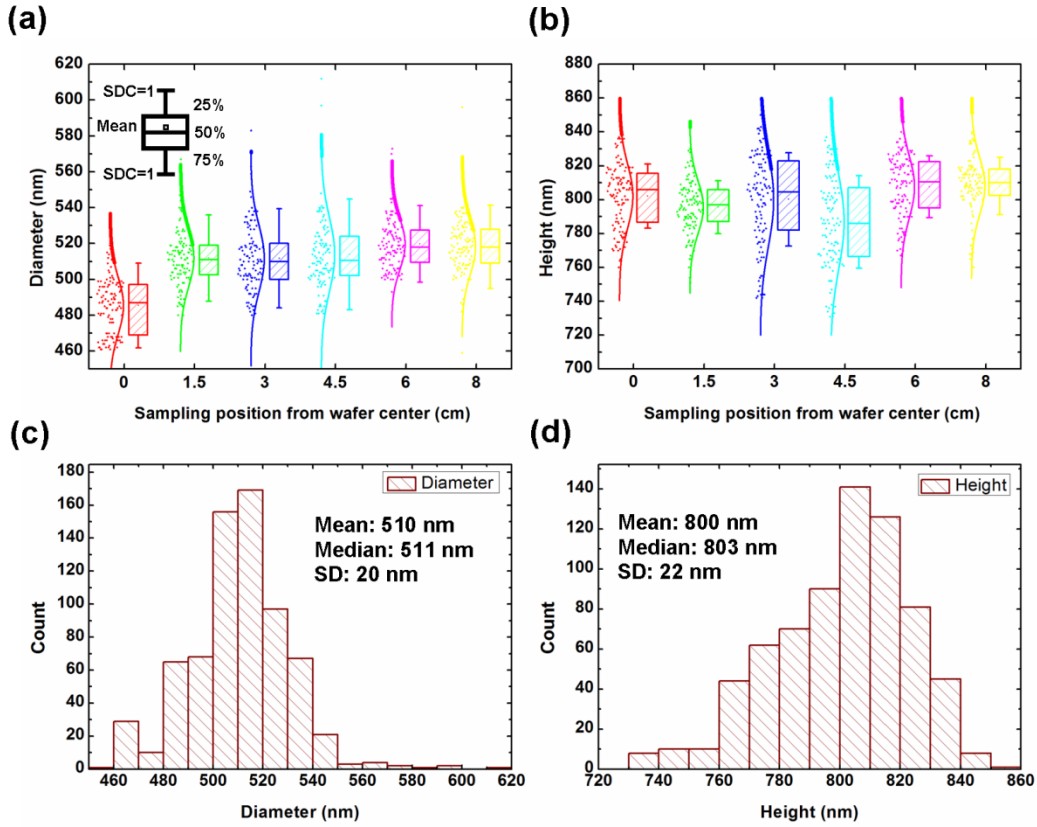 (a)
620
600
580
560
540
520
500
480
460
Diameter (nm)
SDC=1
25%
Mean
50%
75%
SDC=1
0 1.5 3 4.5 6 8
Sampling position from wafer center (cm)
(b)
880
860
840
820
800
780
760
740
720
700
Height (nm)
0 1.5 3 4.5 6 8
Sampling position from wafer center (cm)
(c)
180
160
140
120
100
80
60
40
20
0
Count
Diameter
Mean: 510 nm
Median: 511 nm
SD: 20 nm
460 480 500 520 540 560 580 600 620
Diameter (nm)
(d)
140
120
100
80
60
40
20
0
Count
Height
Mean: 800 nm
Median: 803 nm
SD: 22 nm
720 740 760 780 800 820 840 860
Height (nm)